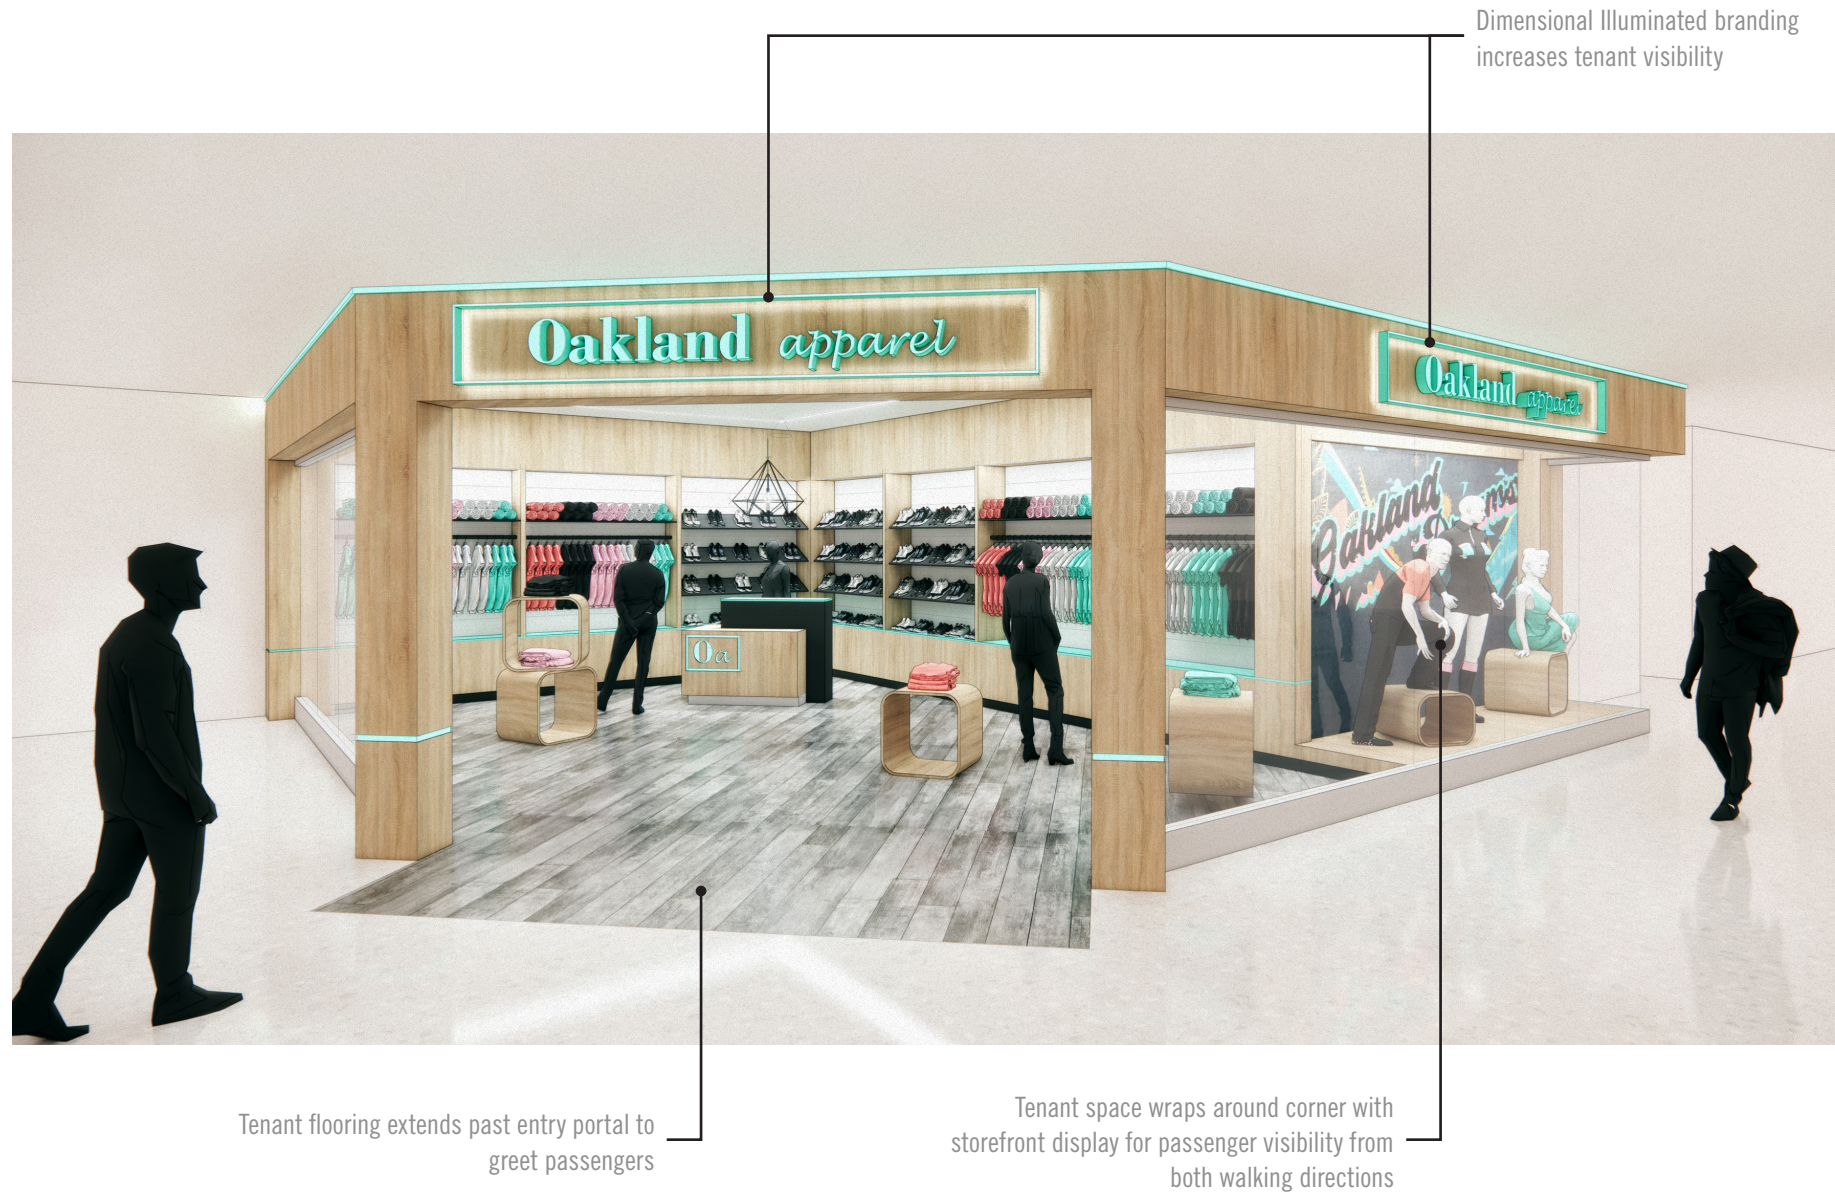 Dimensional Illuminated branding
increases tenant visibility
Oakland apparel
Oakland apparel
Oakland
Oa
Tenant flooring extends past entry portal to
greet passengers
Tenant space wraps around corner with
storefront display for passenger visibility from
both walking directions